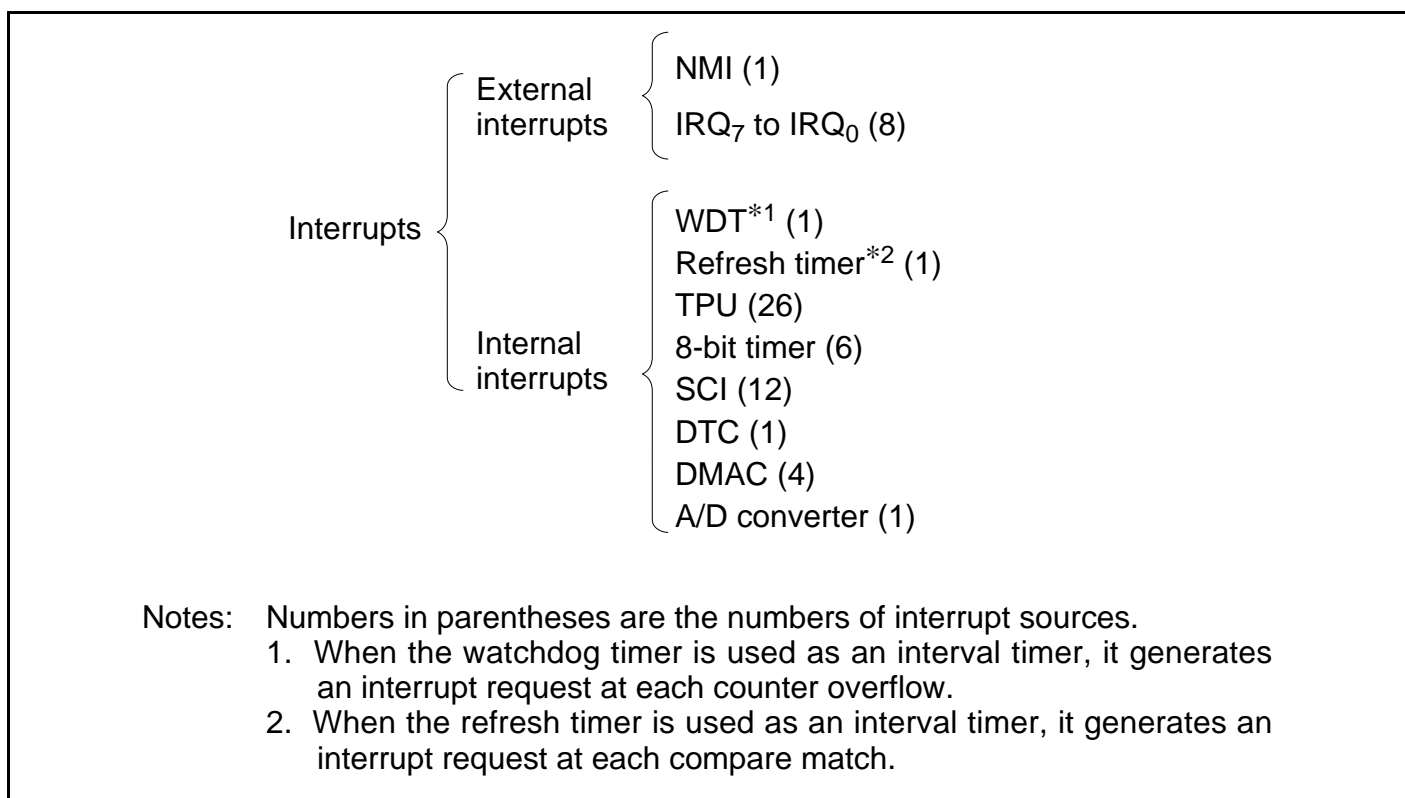 Interrupts
External
interrupts
NMI (1)
IRQ7 to IRQ0 (8)
Internal
interrupts
WDT*1 (1)
Refresh timer*2 (1)
TPU (26)
8-bit timer (6)
SCI (12)
DTC (1)
DMAC (4)
A/D converter (1)
Notes: Numbers in parentheses are the numbers of interrupt sources.
1. When the watchdog timer is used as an interval timer, it generates
an interrupt request at each counter overflow.
2. When the refresh timer is used as an interval timer, it generates an
interrupt request at each compare match.